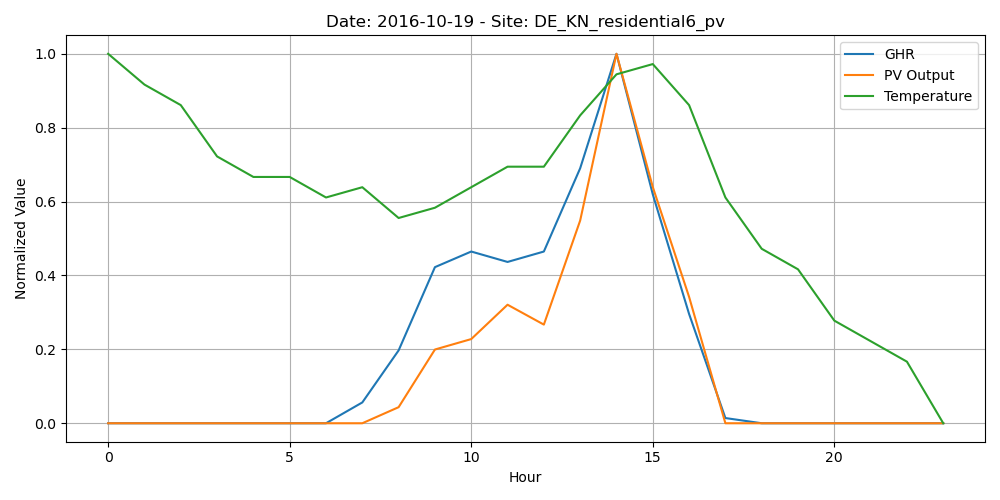 Date: 2016-10-19 - Site: DE_KN_residential6_pv
GHR
PV Output
Temperature
Normalized Value
1.0
0.8
0.6
0.4
0.2
0.0
0
5
10
15
20
Hour